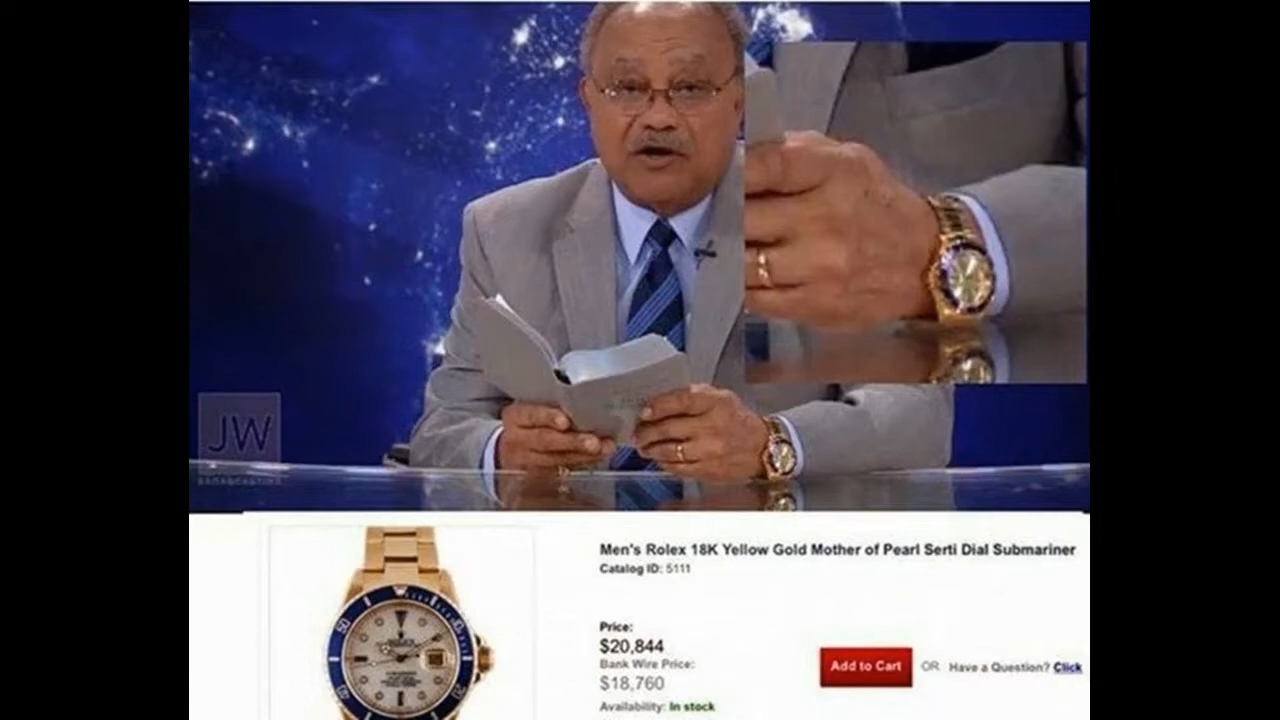 JW
BROADCASTING
Men's Rolex 18K Yellow Gold Mother of Pearl Serti Dial Submariner
Catalog ID: 5111
Price:
$20,844
Bank Wire Price:
$18,760
Availability: In stock
Add to Cart OR Have a Question? Click